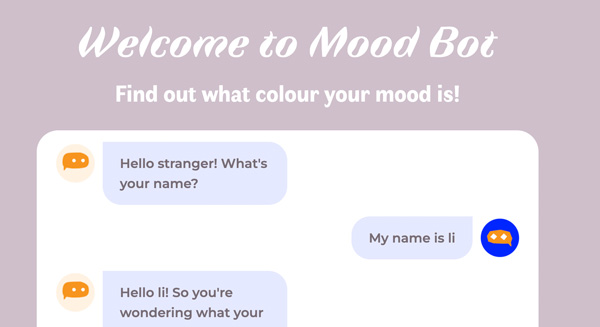 Welcome to Mood Bot
Find out what colour your mood is!
Hello stranger! What's
your name?
My name is li
Hello li! So you're
wondering what your